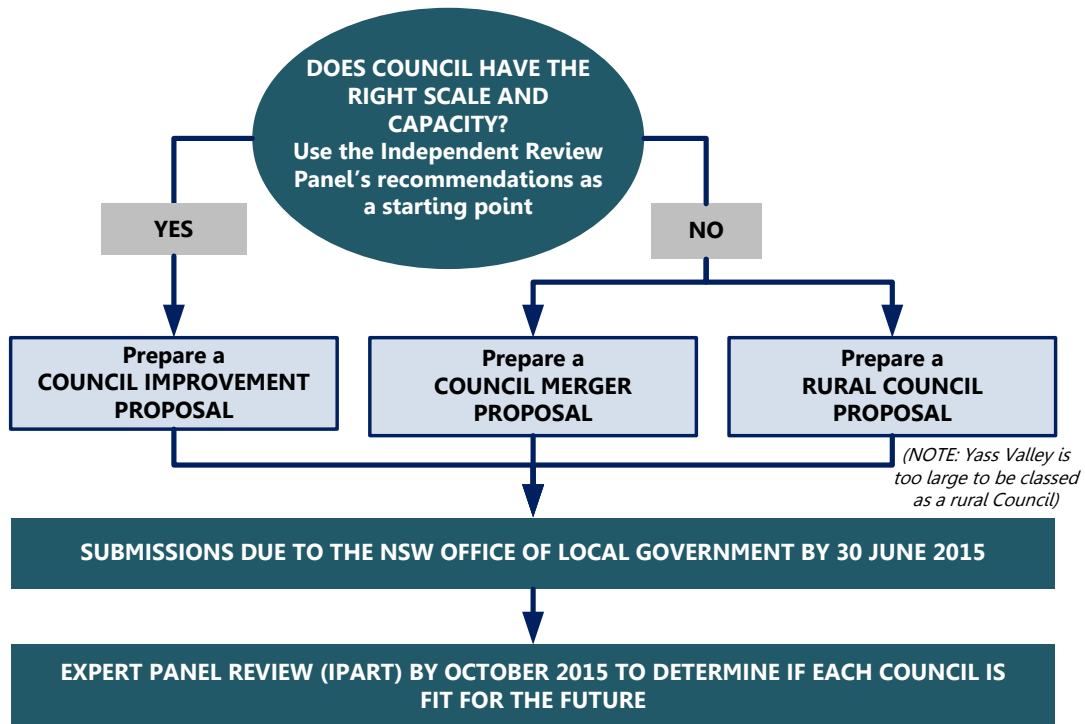 DOES COUNCIL HAVE THE
RIGHT SCALE AND
CAPACITY?
Use the Independent Review
Panel's recommendations as
a starting point
YES
NO
Prepare a
COUNCIL IMPROVEMENT
PROPOSAL
Prepare a
COUNCIL MERGER
PROPOSAL
Prepare a
RURAL COUNCIL
PROPOSAL
(NOTE: Yass Valley is
too large to be classed
as a rural Council)
SUBMISSIONS DUE TO THE NSW OFFICE OF LOCAL GOVERNMENT BY 30 JUNE 2015
EXPERT PANEL REVIEW (IPART) BY OCTOBER 2015 TO DETERMINE IF EACH COUNCIL IS
FIT FOR THE FUTURE